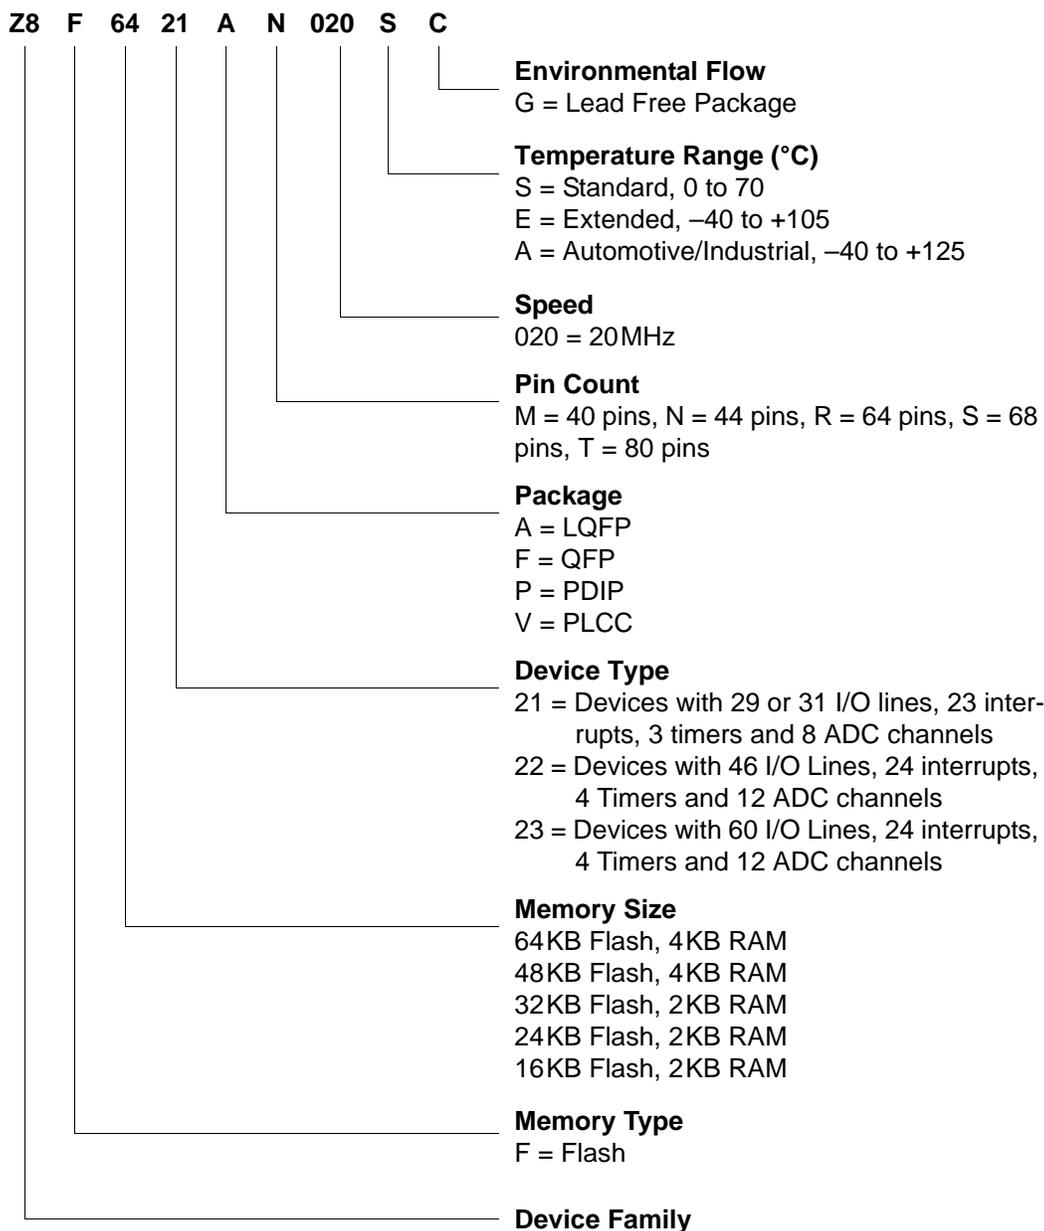 Z8 F 64 21 A N 020 S C
Environmental Flow
G = Lead Free Package
Temperature Range (°C)
S = Standard, 0 to 70
E = Extended, –40 to +105
A = Automotive/Industrial, –40 to +125
Speed
020 = 20MHz
Pin Count
M = 40 pins, N = 44 pins, R = 64 pins, S = 68
pins, T = 80 pins
Package
A = LQFP
F = QFP
P = PDIP
V = PLCC
Device Type
21 = Devices with 29 or 31 I/O lines, 23 inter-
rupts, 3 timers and 8 ADC channels
22 = Devices with 46 I/O Lines, 24 interrupts,
4 Timers and 12 ADC channels
23 = Devices with 60 I/O Lines, 24 interrupts,
4 Timers and 12 ADC channels
Memory Size
64KB Flash, 4KB RAM
48KB Flash, 4KB RAM
32KB Flash, 2KB RAM
24KB Flash, 2KB RAM
16KB Flash, 2KB RAM
Memory Type
F = Flash
Device Family